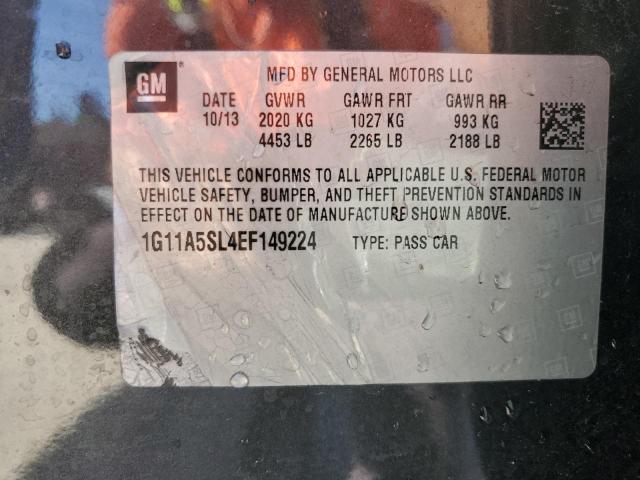 GM
MFD BY GENERAL MOTORS LLC
DATE GVWR GAWR FRT GAWR RR
10/13 2020 KG 1027 KG 993 KG
4453 LB 2265 LB 2188 LB
THIS VEHICLE CONFORMS TO ALL APPLICABLE U.S. FEDERAL MOTOR
VEHICLE SAFETY, BUMPER, AND THEFT PREVENTION STANDARDS IN
EFFECT ON THE DATE OF MANUFACTURE SHOWN ABOVE.
1G11A5SL4EF149224 TYPE: PASS CAR